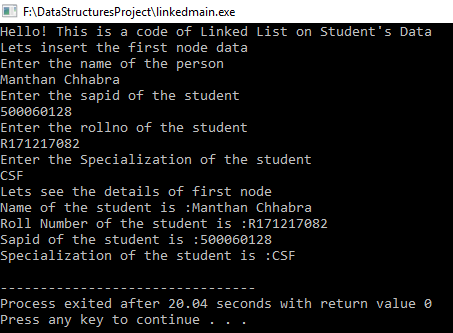 F:\DataStructuresProject\linkedmain.exe
Hello! This is a code of Linked List on Student's Data
Lets insert the first node data
Enter the name of the person
Manthan Chhabra
Enter the sapid of the student
500060128
Enter the rollno of the student
R171217082
Enter the Specialization of the student
CSF
Lets see the details of first node
Name of the student is :Manthan Chhabra
Roll Number of the student is :R171217082
Sapid of the student is :500060128
Specialization of the student is :CSF
--------------------------------
Process exited after 20.04 seconds with return value 0
Press any key to continue . . .